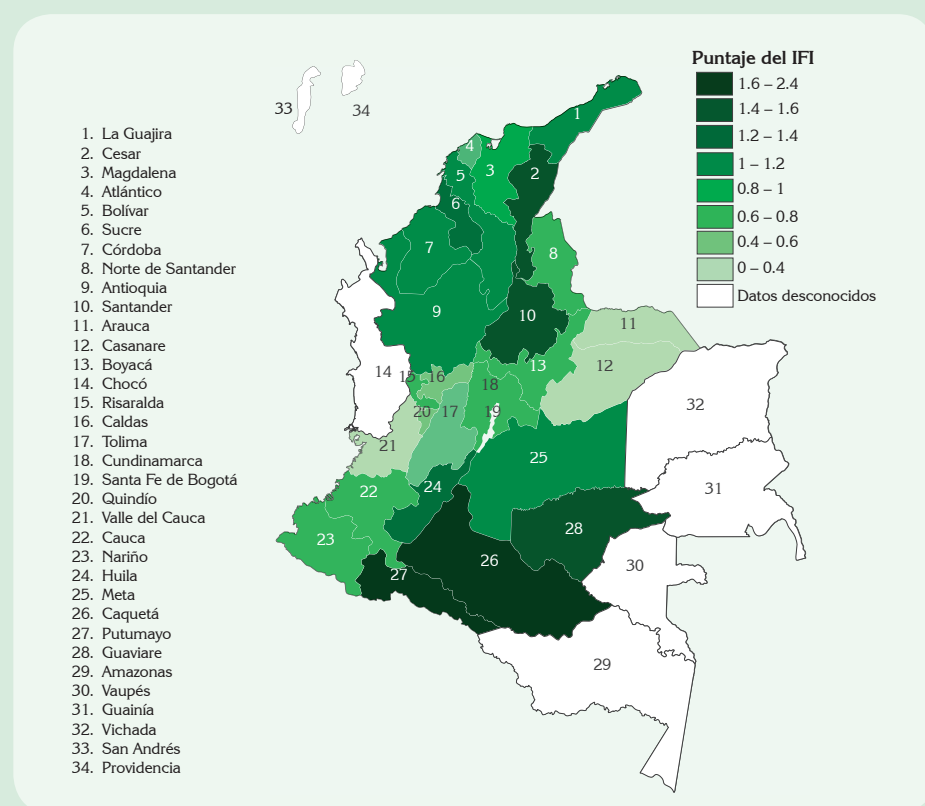 Puntaje del IFI
1.6 – 2.4
1.4 – 1.6
1.2 – 1.4
1 – 1.2
0.8 – 1
0.6 – 0.8
0.4 – 0.6
0 – 0.4
Datos desconocidos
1. La Guajira
2. Cesar
3. Magdalena
4. Atlántico
5. Bolívar
6. Sucre
7. Córdoba
8. Norte de Santander
9. Antioquia
10. Santander
11. Arauca
12. Casanare
13. Boyacá
14. Chocó
15. Risaralda
16. Caldas
17. Tolima
18. Cundinamarca
19. Santa Fe de Bogotá
20. Quindío
21. Valle del Cauca
22. Cauca
23. Nariño
24. Huila
25. Meta
26. Caquetá
27. Putumayo
28. Guaviare
29. Amazonas
30. Vaupés
31. Guainía
32. Vichada
33. San Andrés
34. Providencia
33
34
1
4
3
2
5
6
7
8
9
10
11
12
13
14
15
16
18
20
17
19
32
21
25
22
24
31
28
23
26
30
27
29